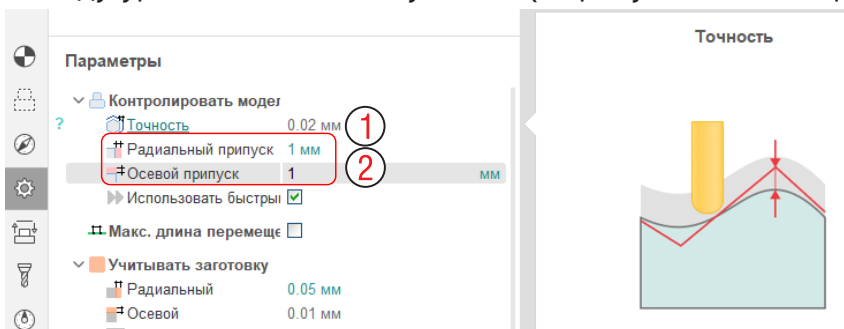 Точность
Параметры
Контролировать модел
? Точность 0.02 мм 1
Радиальный припуск 1 мм
Осевой припуск 1 мм 2
Использовать быстры
Макс. длина перемеще
Учитывать заготовку
Радиальный 0.05 мм
Осевой 0.01 мм